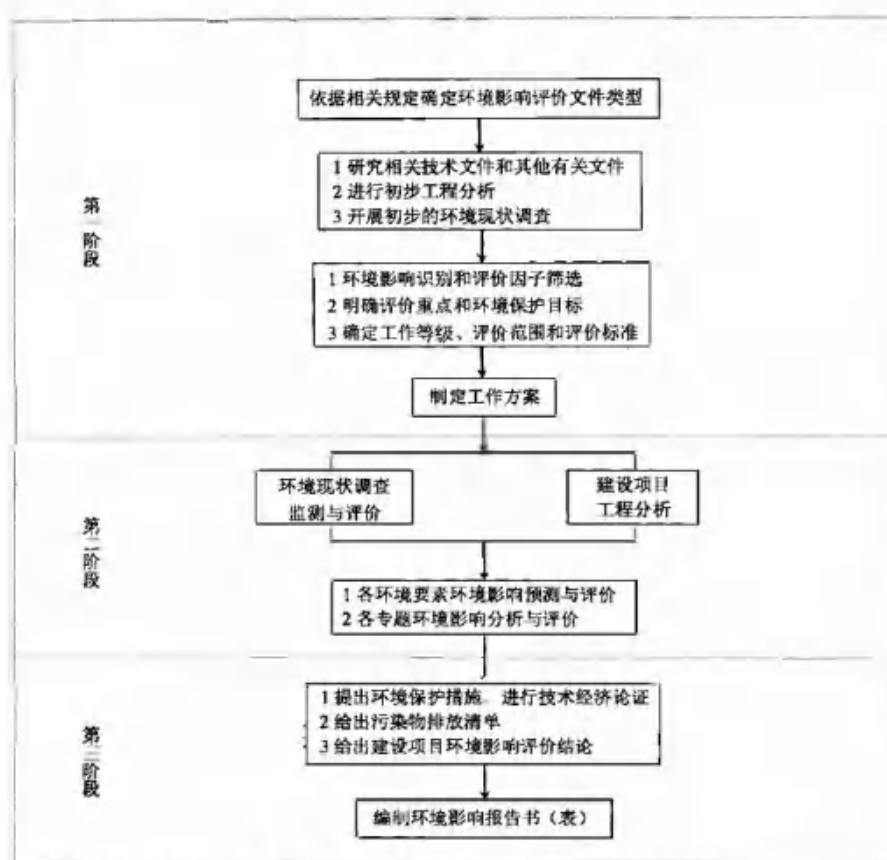 依据相关规定确定环境影响评价文件类型
1 研究相关技术文件和其他有关文件
2 进行初步工程分析
3 开展初步的环境现状调查
第一阶段
1 环境影响识别和评价因子筛选
2 明确评价重点和环境保护目标
3 确定工作等级、评价范围和评价标准
制定工作方案
环境现状调查
监测与评价
建设项目
工程分析
第二阶段
1 各环境要素环境影响预测与评价
2 各专题环境影响分析与评价
1 提出环境保护措施 进行技术经济论证
2 给出污染物排放清单
3 给出建设项目环境影响评价结论
第三阶段
编制环境影响报告书（表）